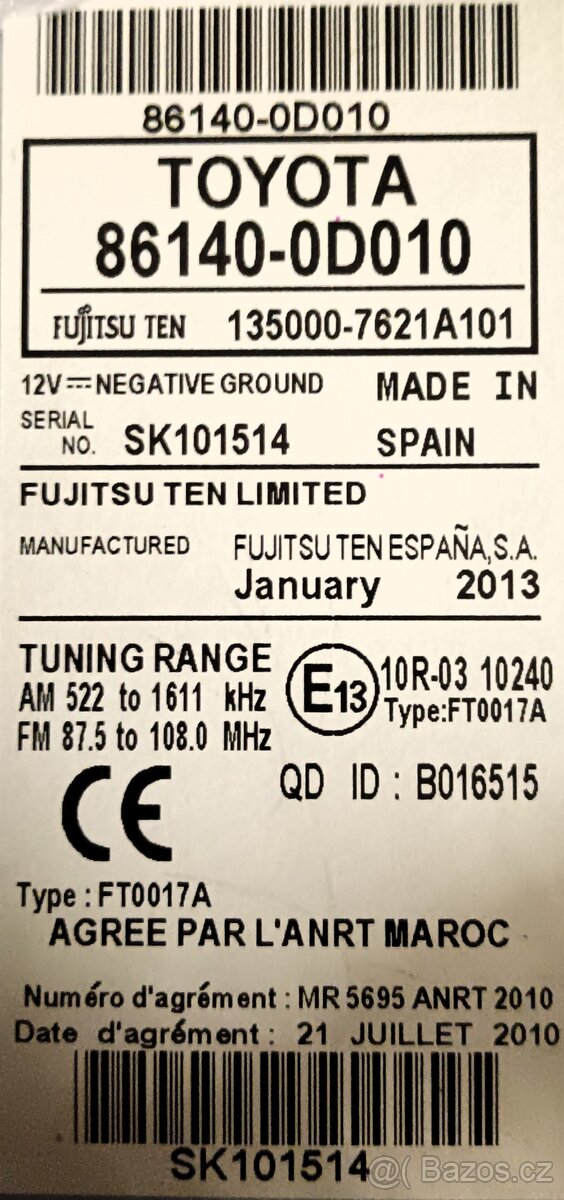 86140-0D010
TOYOTA
86140-0D010
FUJITSU TEN 135000-7621A101
12V⎓NEGATIVE GROUND MADE IN
SERIAL
NO. SK101514 SPAIN
FUJITSU TEN LIMITED
MANUFACTURED FUJITSU TEN ESPAÑA,S.A.
January 2013
TUNING RANGE
AM 522 to 1611 kHz
FM 87.5 to 108.0 MHz
E13 10R-03 10240
Type:FT0017A
QD ID : B016515
CE
Type : FT0017A
AGREE PAR L'ANRT MAROC
Numéro d'agrément : MR 5695 ANRT 2010
Date d'agrément : 21 JUILLET 2010
SK101514
@( Bazos.cz